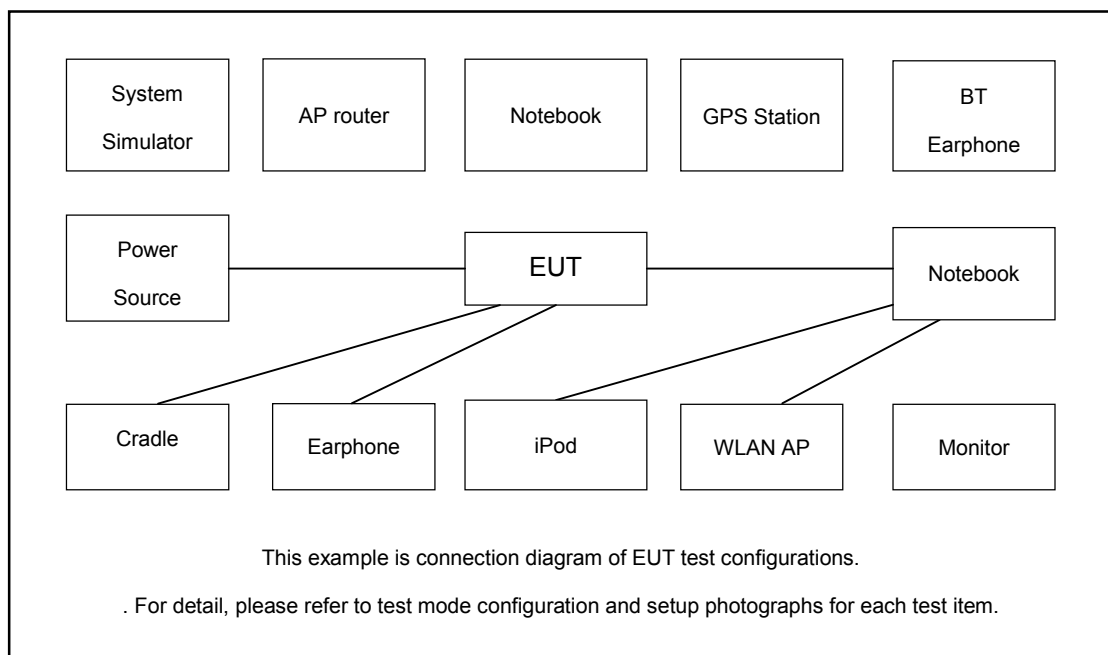 System
Simulator
AP router
Notebook
GPS Station
BT
Earphone
Power
Source
EUT
Notebook
Cradle
Earphone
iPod
WLAN AP
Monitor
This example is connection diagram of EUT test configurations.
. For detail, please refer to test mode configuration and setup photographs for each test item.